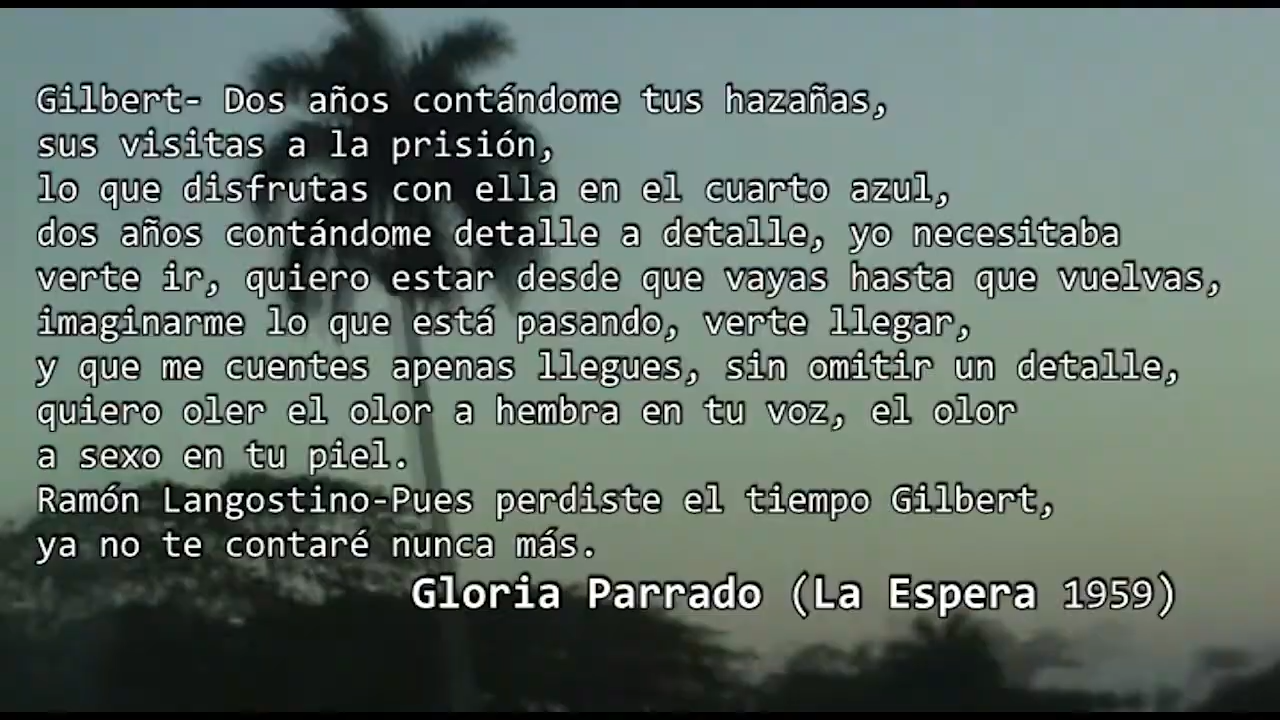 Gilbert- Dos años contándome tus hazañas,
sus visitas a la prisión,
lo que disfrutas con ella en el cuarto azul,
dos años contándome detalle a detalle, yo necesitaba
verte ir, quiero estar desde que vayas hasta que vuelvas,
imaginarme lo que está pasando, verte llegar,
y que me cuentes apenas llegues, sin omitir un detalle,
quiero oler el olor a hembra en tu voz, el olor
a sexo en tu piel.
Ramón Langostino-Pues perdiste el tiempo Gilbert,
ya no te contaré nunca más.
Gloria Parrado (La Espera 1959)